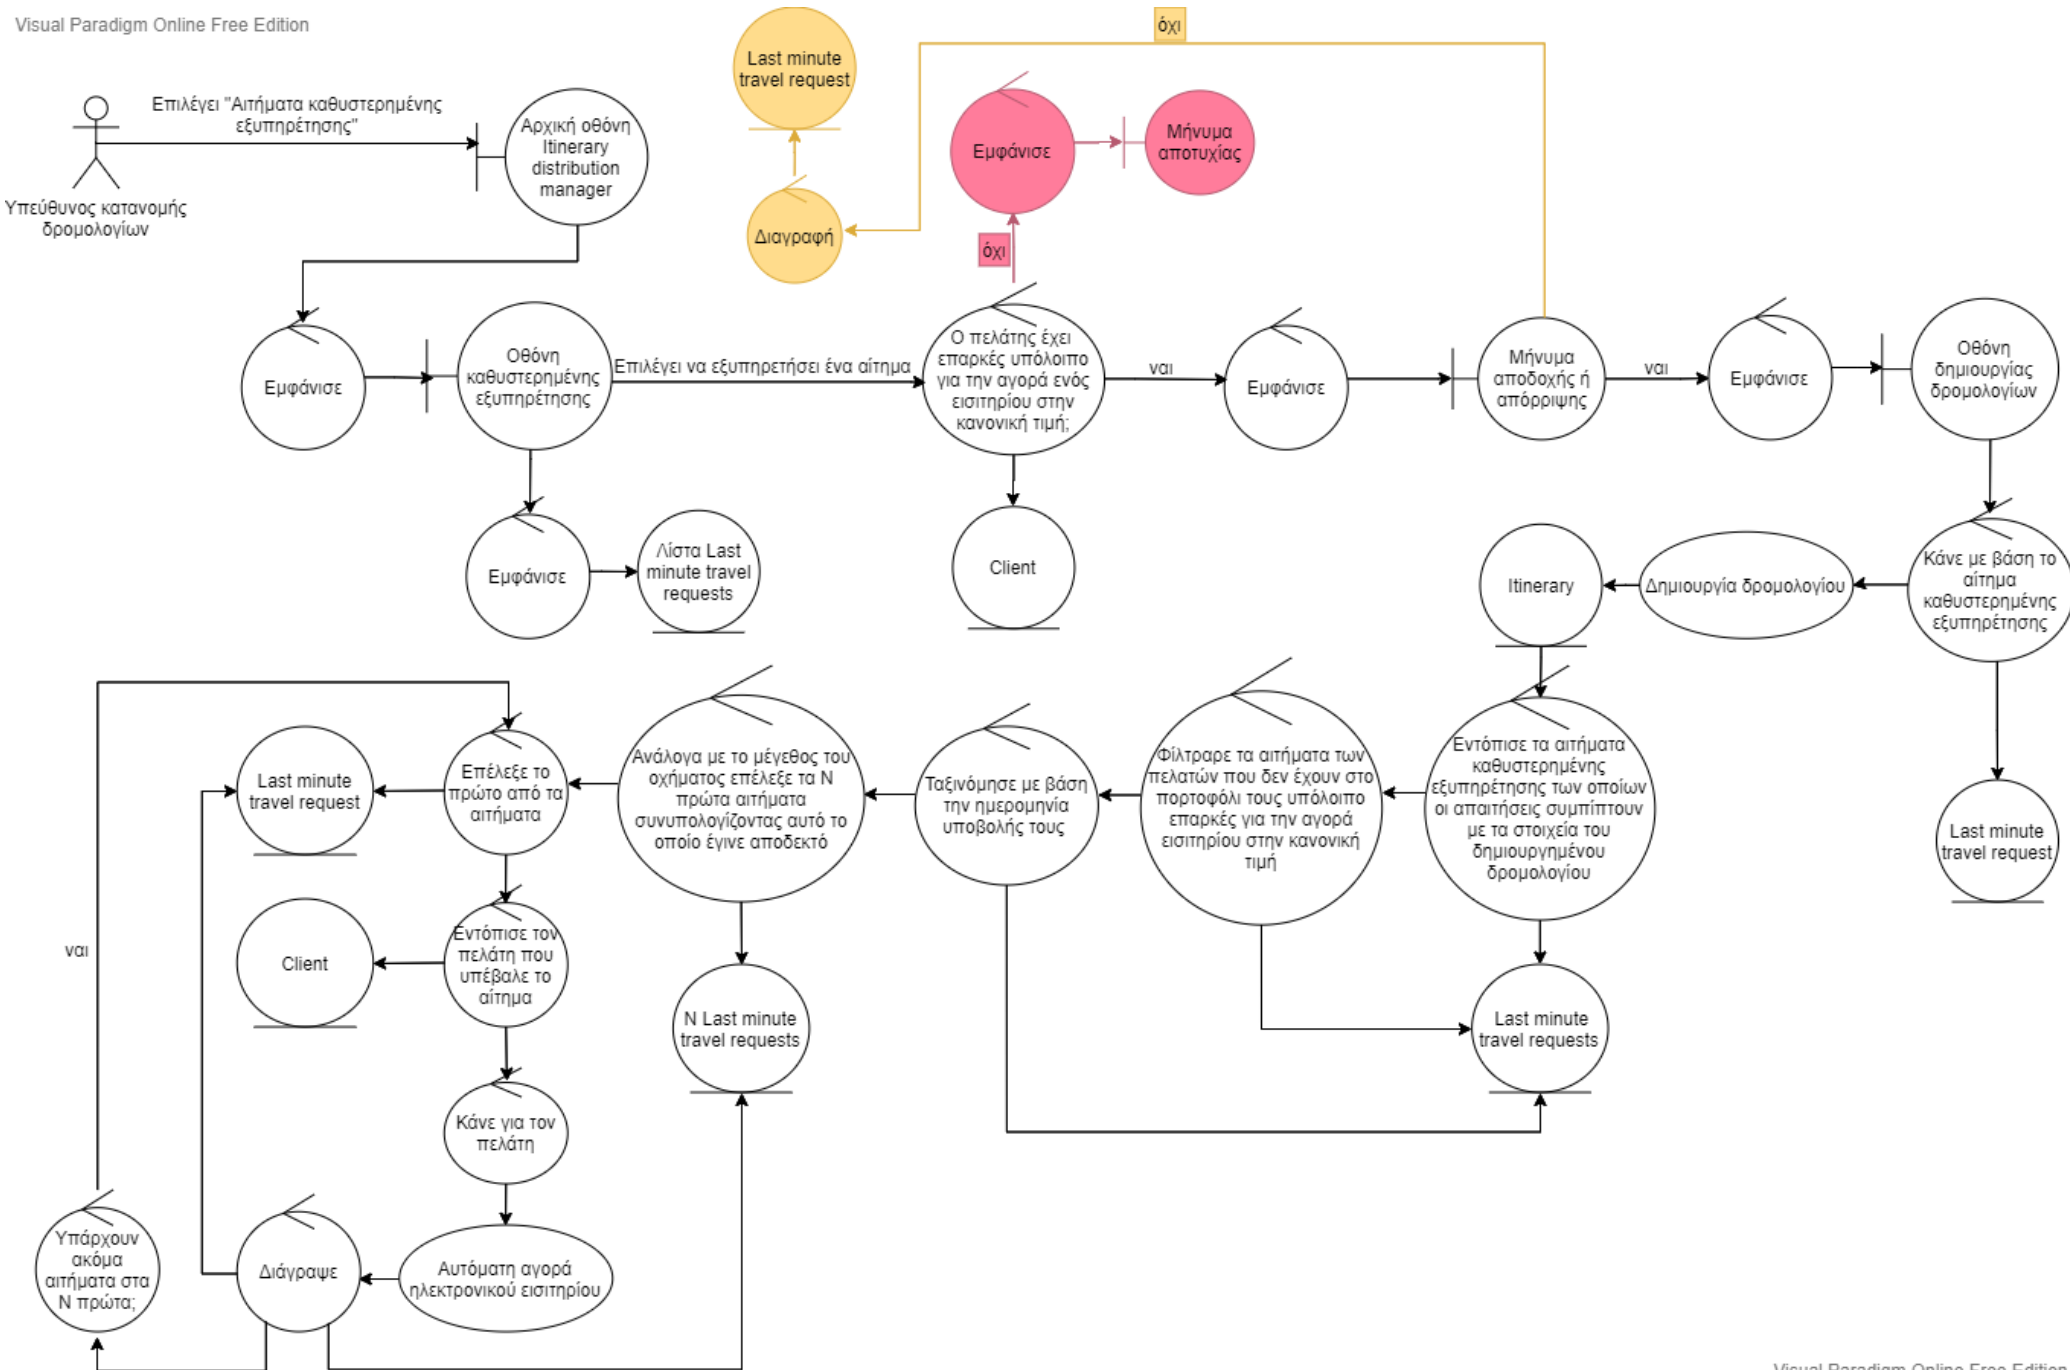 Visual Paradigm Online Free Edition
Επιλέγει "Αιτήματα καθυστερημένης
εξυπηρέτησης"
Υπεύθυνος κατανομής
δρομολογίων
Αρχική οθόνη
Itinerary
distribution
manager
Last minute
travel request
Διαγραφή
όχι
Εμφάνισε
Μήνυμα
αποτυχίας
όχι
Εμφάνισε
Οθόνη
καθυστερημένης
εξυπηρέτησης
Επιλέγει να εξυπηρετήσει ένα αίτημα
Ο πελάτης έχει
επαρκές υπόλοιπο
για την αγορά ενός
εισιτηρίου στην
κανονική τιμή;
ναι
Εμφάνισε
Μήνυμα
αποδοχής ή
απόρριψης
ναι
Εμφάνισε
Οθόνη
δημιουργίας
δρομολογίων
Εμφάνισε
Λίστα Last
minute travel
requests
Client
Itinerary
Δημιουργία δρομολογίου
Κάνε με βάση το
αίτημα
καθυστερημένης
εξυπηρέτησης
Last minute
travel request
Επέλεξε το
πρώτο από τα
αιτήματα
Ανάλογα με το μέγεθος του
οχήματος επέλεξε τα Ν
πρώτα αιτήματα
συνυπολογίζοντας αυτό το
οποίο έγινε αποδεκτό
Ταξινόμησε με βάση
την ημερομηνία
υποβολής τους
Φίλτραρε τα αιτήματα των
πελατών που δεν έχουν στο
πορτοφόλι τους υπόλοιπο
επαρκές για την αγορά
εισιτηρίου στην κανονική
τιμή
Εντόπισε τα αιτήματα
καθυστερημένης
εξυπηρέτησης των οποίων
οι απαιτήσεις συμπίπτουν
με τα στοιχεία του
δημιουργημένου
δρομολογίου
Last minute
travel request
ναι
Client
Εντόπισε τον
πελάτη που
υπέβαλε το
αίτημα
N Last minute
travel requests
Last minute
travel requests
Κάνε για τον
πελάτη
Υπάρχουν
ακόμα
αιτήματα στα
Ν πρώτα;
Διάγραψε
Αυτόματη αγορά
ηλεκτρονικού εισιτηρίου
Visual Paradigm Online Free Edition